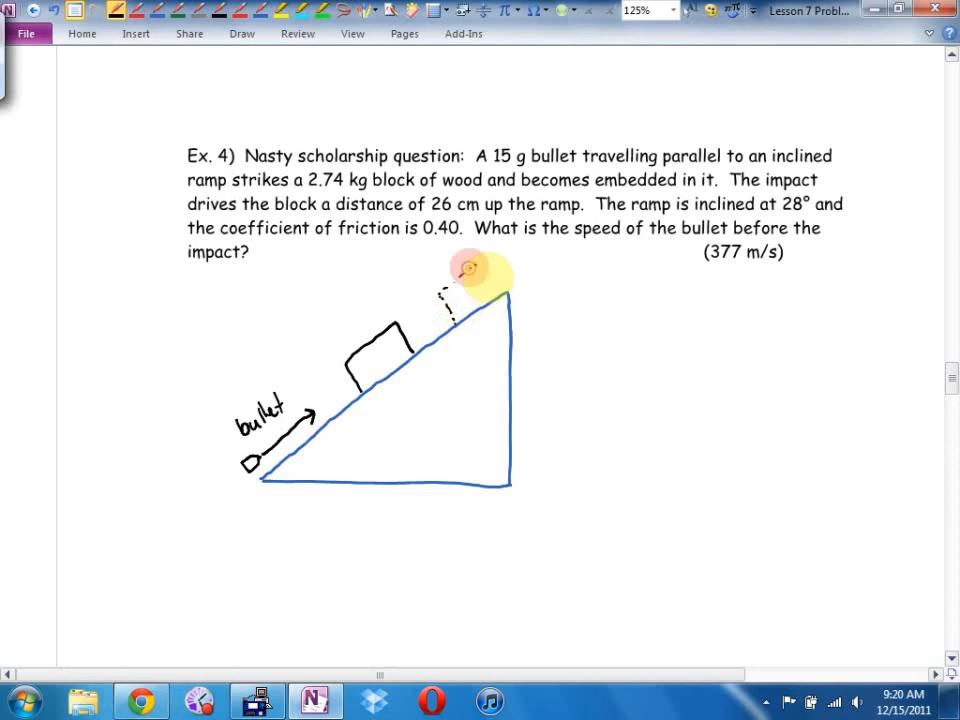 125%
Lesson 7 Probl...
File Home Insert Share Draw Review View Pages Add-Ins
Ex. 4) Nasty scholarship question: A 15 g bullet travelling parallel to an inclined
ramp strikes a 2.74 kg block of wood and becomes embedded in it. The impact
drives the block a distance of 26 cm up the ramp. The ramp is inclined at 28° and
the coefficient of friction is 0.40. What is the speed of the bullet before the
impact? (377 m/s)
bullet
9:20 AM
12/15/2011